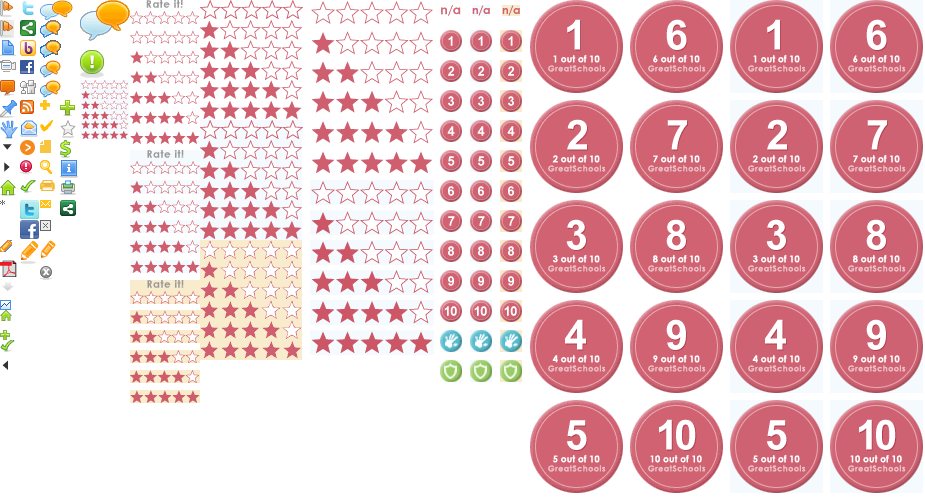 Rate it!
Rate it!
Rate it!
n/a n/a n/a
1 1 1
2 2 2
3 3 3
4 4 4
5 5 5
6 6 6
7 7 7
8 8 8
9 9 9
10 10 10
1
1 out of 10
GreatSchools
6
6 out of 10
GreatSchools
1
1 out of 10
GreatSchools
6
6 out of 10
GreatSchools
2
2 out of 10
GreatSchools
7
7 out of 10
GreatSchools
2
2 out of 10
GreatSchools
7
7 out of 10
GreatSchools
3
3 out of 10
GreatSchools
8
8 out of 10
GreatSchools
3
3 out of 10
GreatSchools
8
8 out of 10
GreatSchools
4
4 out of 10
GreatSchools
9
9 out of 10
GreatSchools
4
4 out of 10
GreatSchools
9
9 out of 10
GreatSchools
5
5 out of 10
GreatSchools
10
10 out of 10
GreatSchools
5
5 out of 10
GreatSchools
10
10 out of 10
GreatSchools